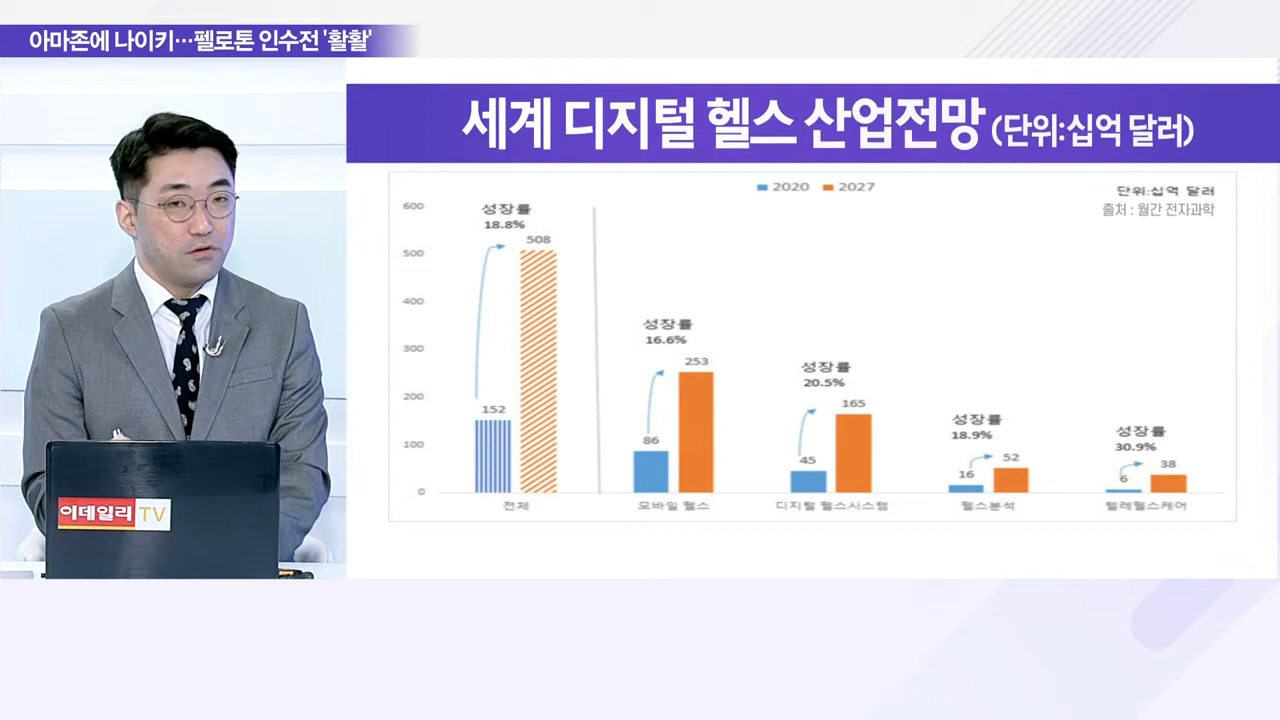 아마존에 나이키…펠로톤 인수전 '활활'
세계 디지털 헬스 산업전망 (단위:십억 달러)
2020 2027
단위:십억 달러
출처 : 월간 전자과학
600
500
400
300
200
100
0
성장률
18.8%
508
152
전체
성장률
16.6%
253
86
모바일 헬스
성장률
20.5%
165
45
디지털 헬스시스템
성장률
18.9%
52
16
헬스분석
성장률
30.9%
38
6
텔레헬스케어
이데일리 TV